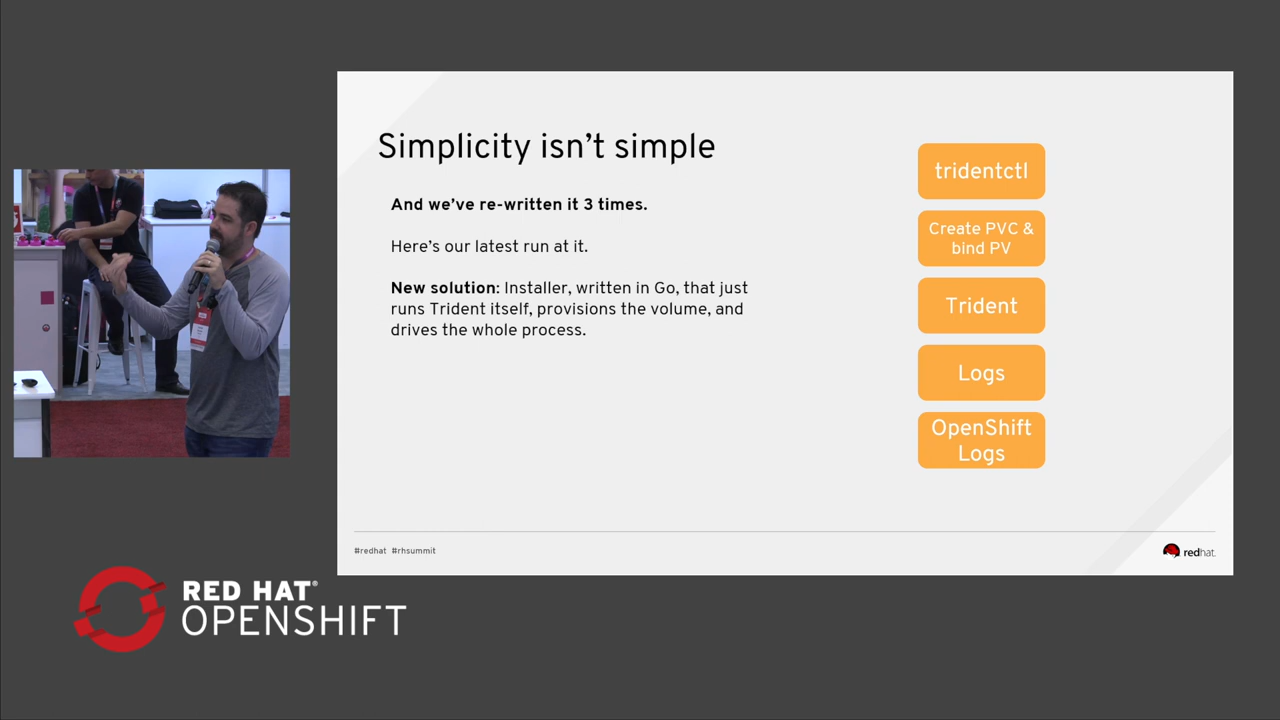 Simplicity isn't simple
And we've re-written it 3 times.
Here's our latest run at it.
New solution: Installer, written in Go, that just
runs Trident itself, provisions the volume, and
drives the whole process.
tridentctl
Create PVC &
bind PV
Trident
Logs
OpenShift
Logs
#redhat #rhsummit
redhat.
RED HAT®
OPENSHIFT